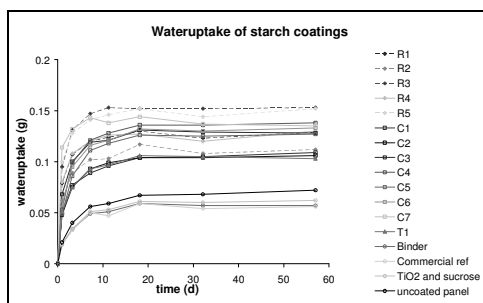 Wateruptake of starch coatings
wateruptake (g)
0.2
0.15
0.1
0.05
0
0
10
20
30
40
50
60
time (d)
R1
R2
R3
R4
R5
C1
C2
C3
C4
C5
C6
C7
T1
Binder
Commercial ref
TiO2 and sucrose
uncoated panel